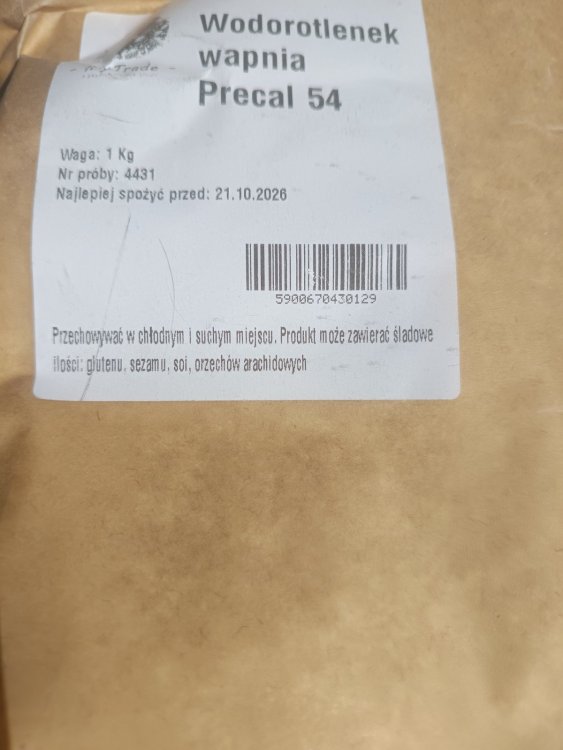 Wodorotlenek
wapnia
Precal 54
Trade
Waga: 1 Kg
Nr próby: 4431
Najlepiej spożyć przed: 21.10.2026
5900670430129
Przechowywać w chłodnym i suchym miejscu. Produkt może zawierać śladowe
ilości: glutenu, sezamu, soi, orzechów arachidowych